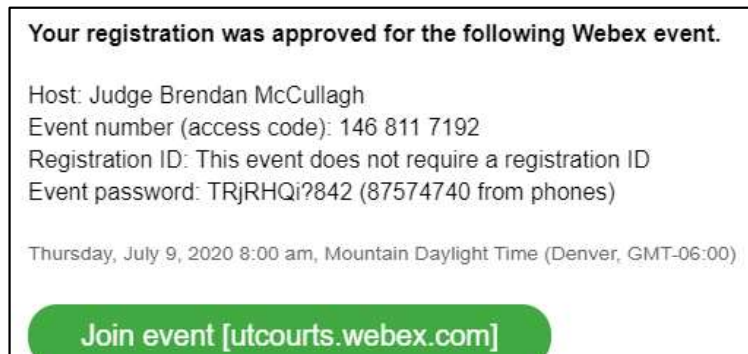 Your registration was approved for the following Webex event.
Host: Judge Brendan McCullagh
Event number (access code): 146 811 7192
Registration ID: This event does not require a registration ID
Event password: TRjRHQi?842 (87574740 from phones)
Thursday, July 9, 2020 8:00 am, Mountain Daylight Time (Denver, GMT-06:00)
Join event [utcourts.webex.com]